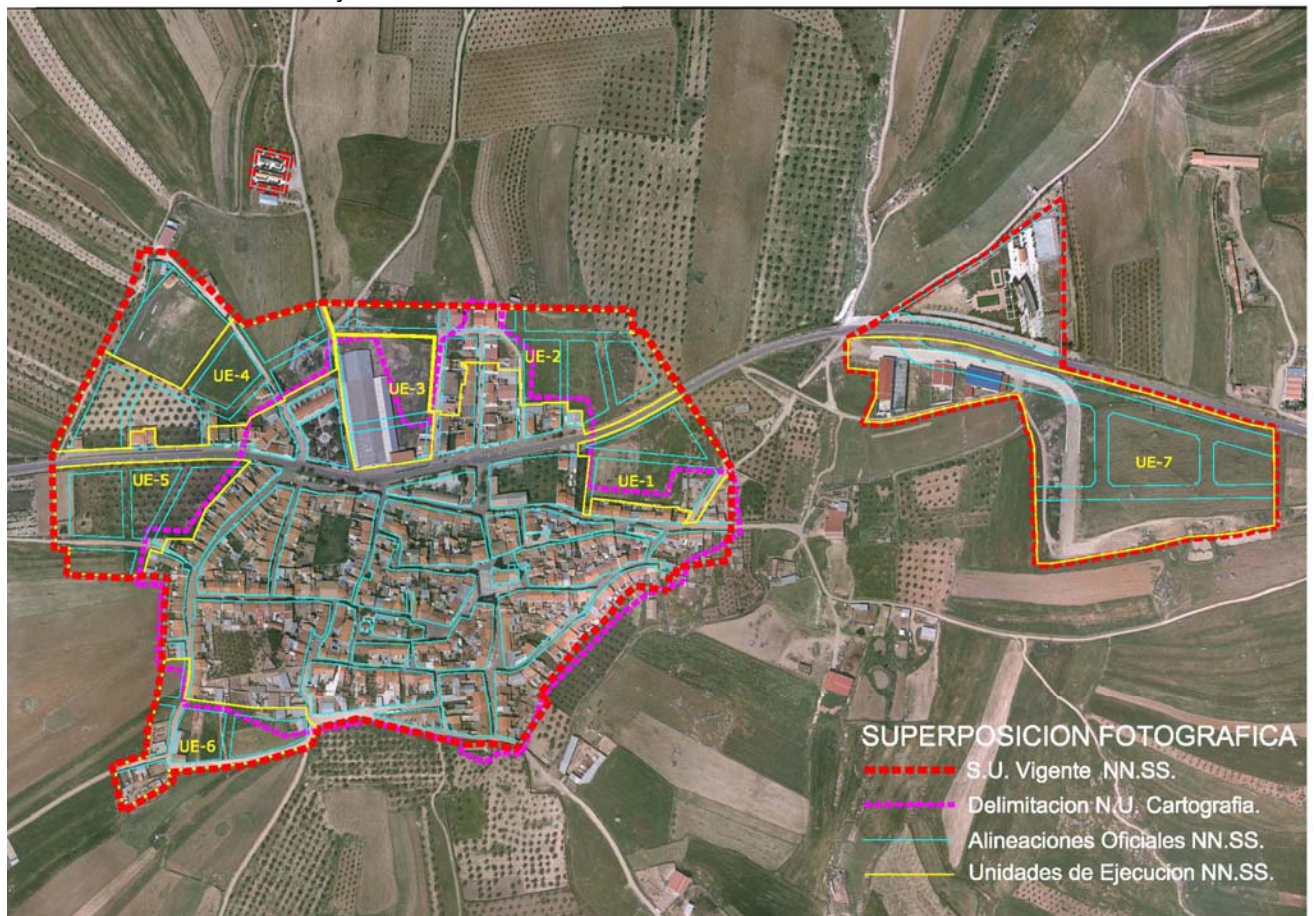 UE-4
UE-3
UE-2
UE-5
UE-1
UE-7
UE-6
SUPERPOSICION FOTOGRAFICA
S.U. Vigente NN.SS.
Delimitacion N.U. Cartografia.
Alineaciones Oficiales NN.SS.
Unidades de Ejecucion NN.SS.